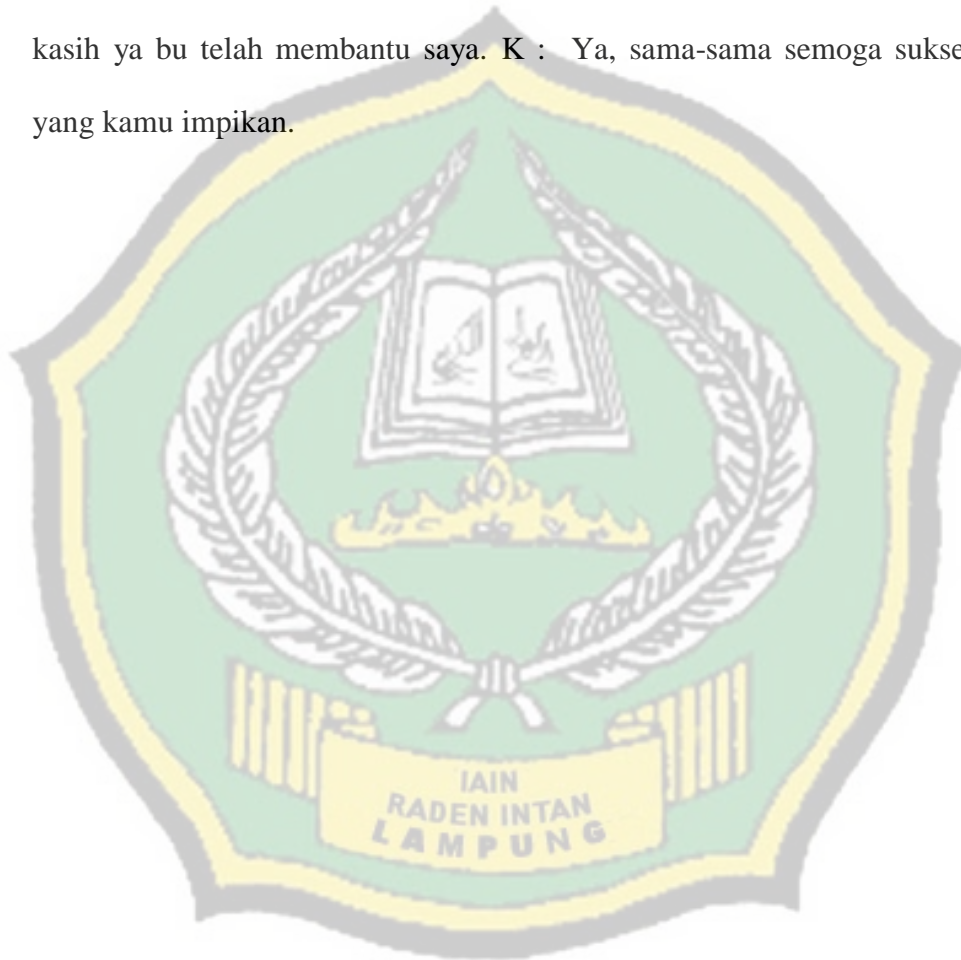 kasih ya bu telah membantu saya. K : Ya, sama-sama semoga sukse
yang kamu impikan.
IAIN
RADEN INTAN
LAMPUNG